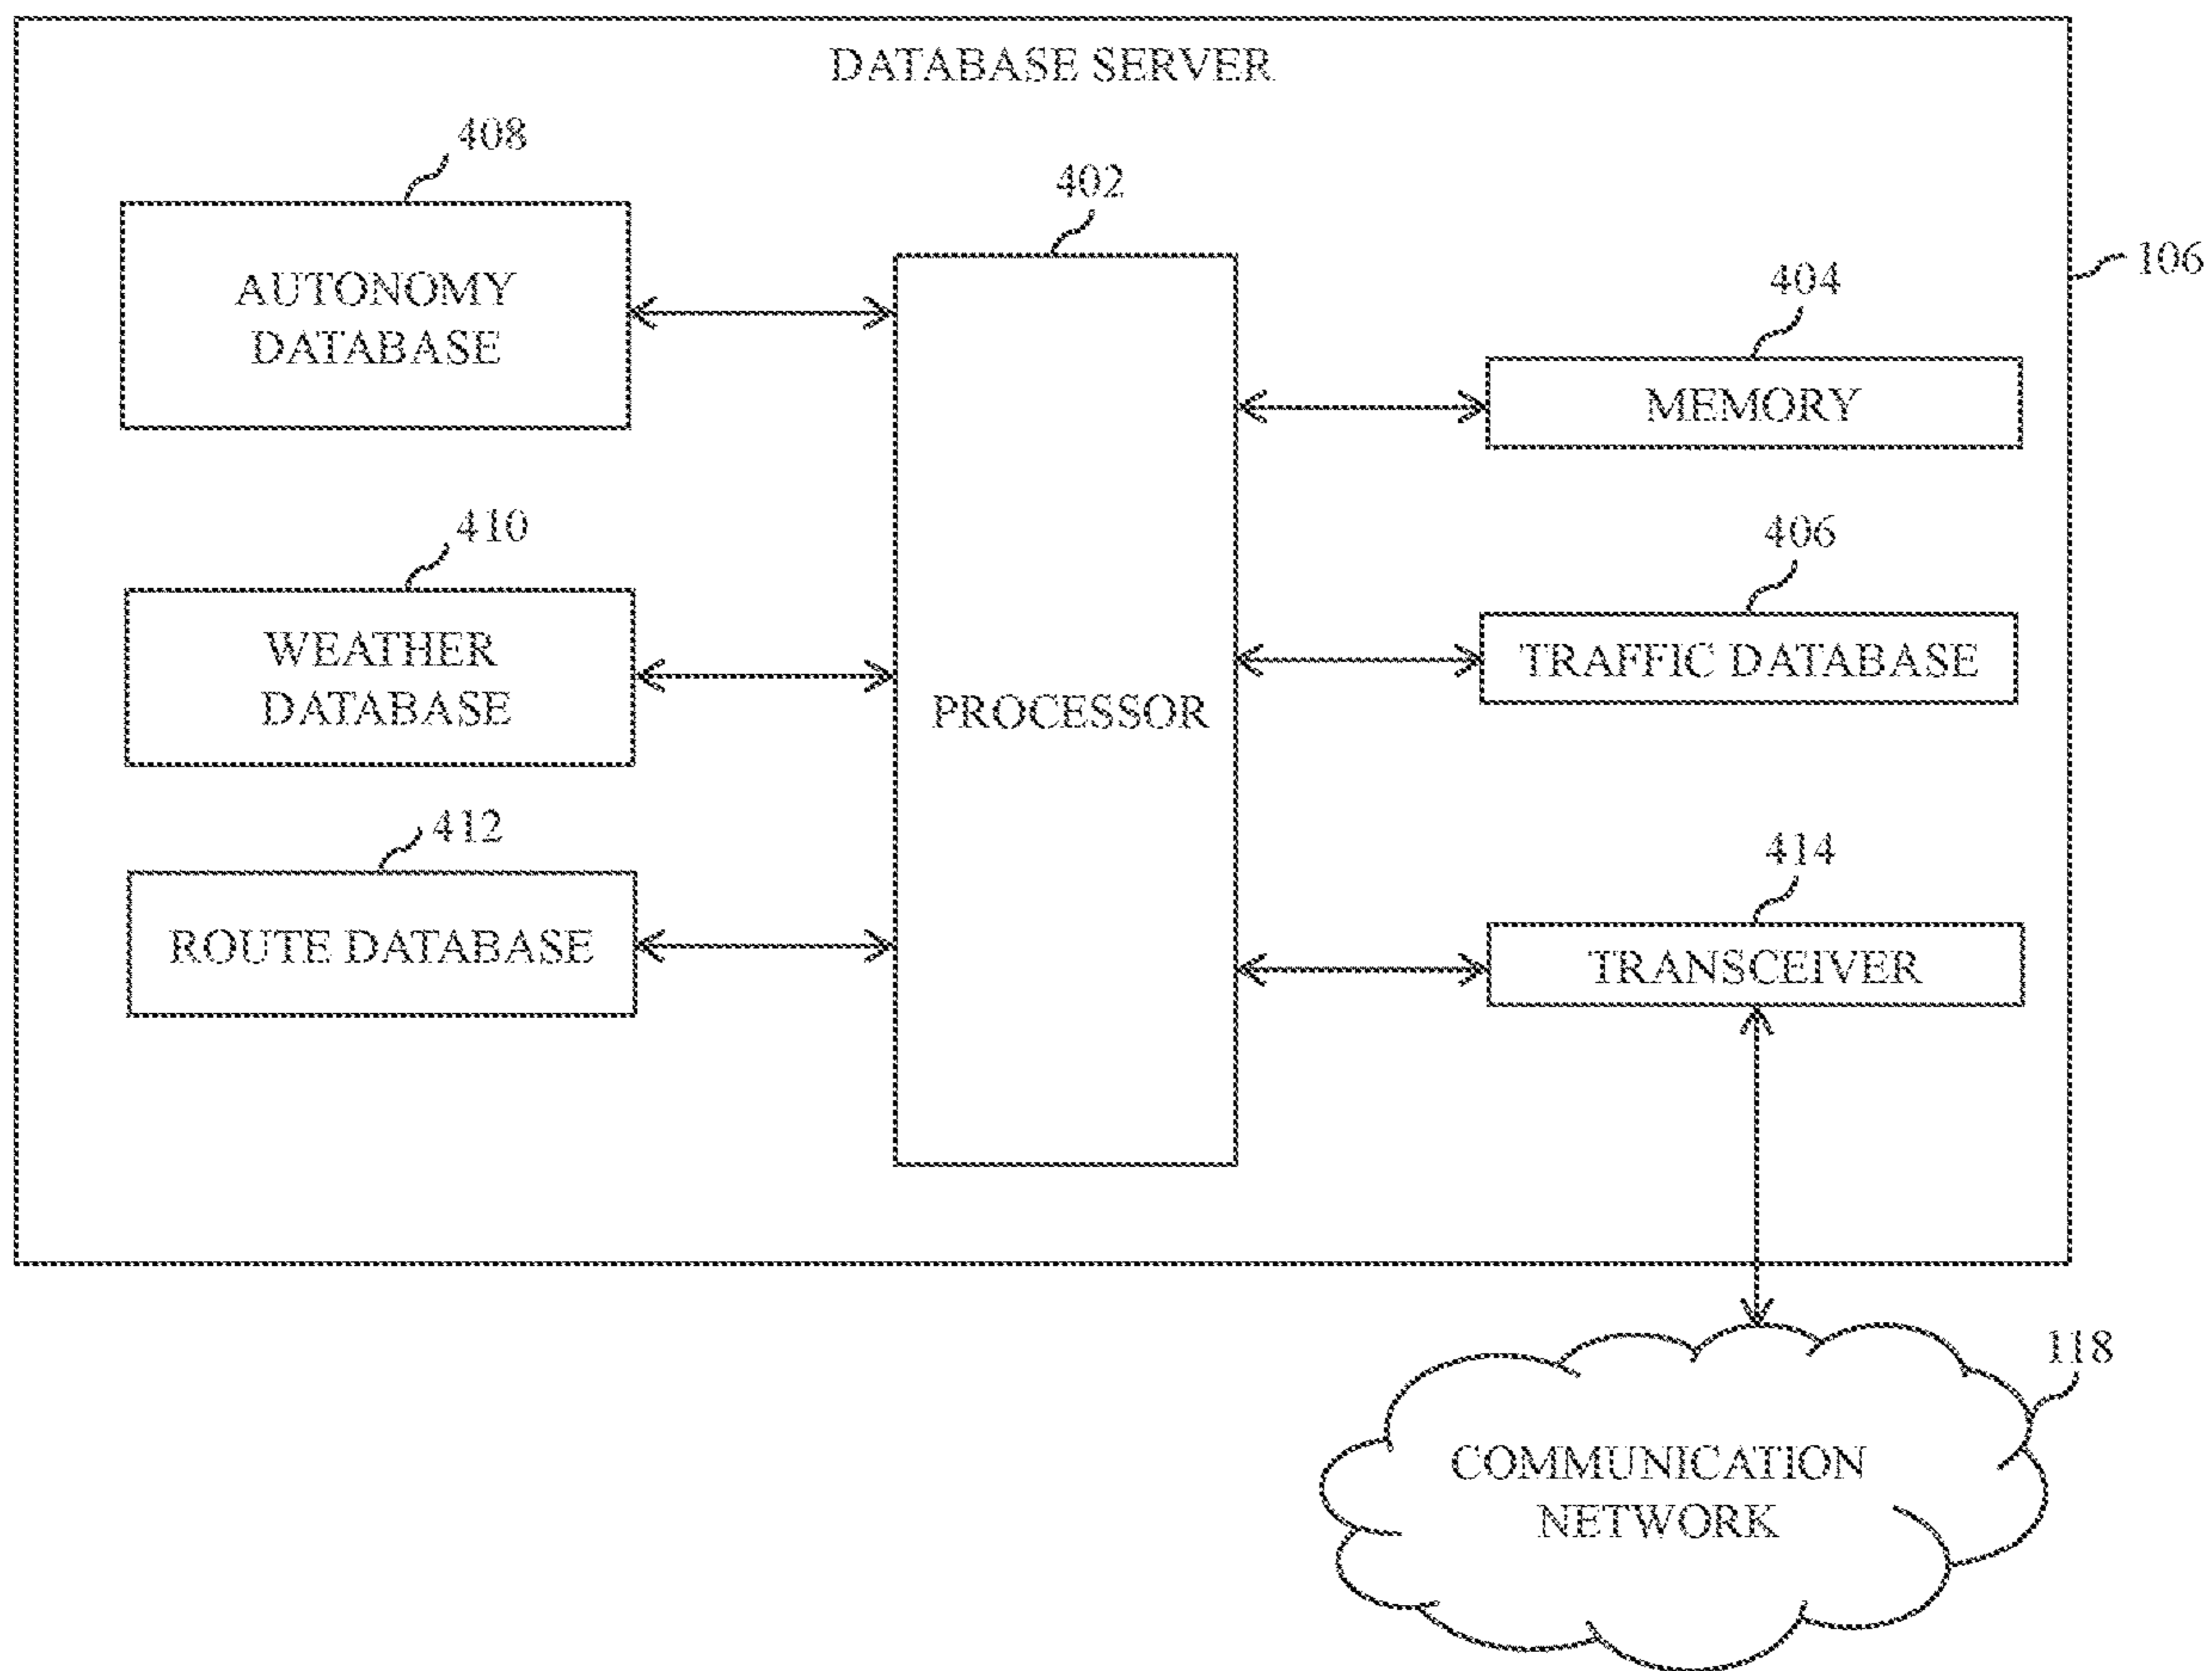 DATABASE SERVER
408
402
106
AUTONOMY
DATABASE
404
MEMORY
410
406
WEATHER
DATABASE
TRAFFIC DATABASE
PROCESSOR
412
414
ROUTE DATABASE
TRANSCEIVER
118
COMMUNICATION
NETWORK